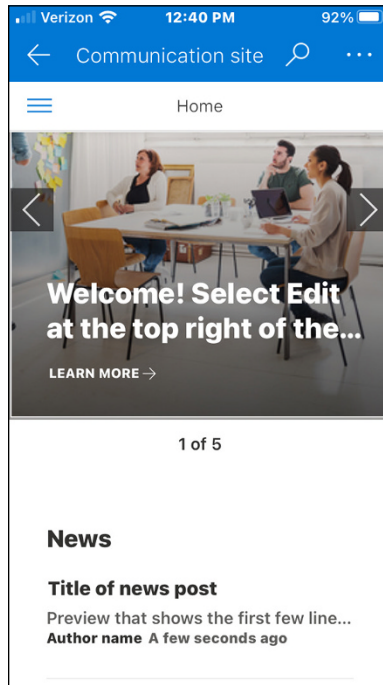 Verizon 12:40 PM 92%
Communication site
Home
Welcome! Select Edit
at the top right of the...
LEARN MORE
1 of 5
News
Title of news post
Preview that shows the first few line...
Author name A few seconds ago